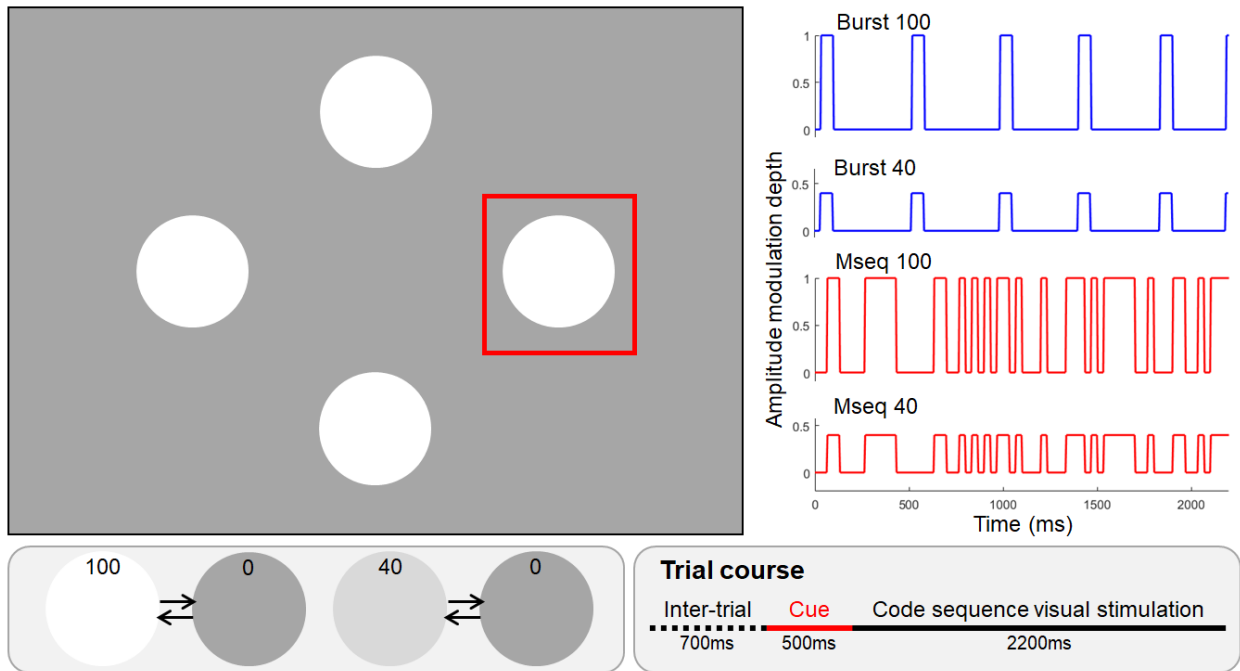 Burst 100
1
0.5
0
Burst 40
0.5
0
Mseq 100
1
0.5
0
Mseq 40
0.5
0
0 500 1000 1500 2000
Time (ms)
Amplitude modulation depth
100 0 40 0
Trial course
Inter-trial Cue Code sequence visual stimulation
700ms 500ms 2200ms